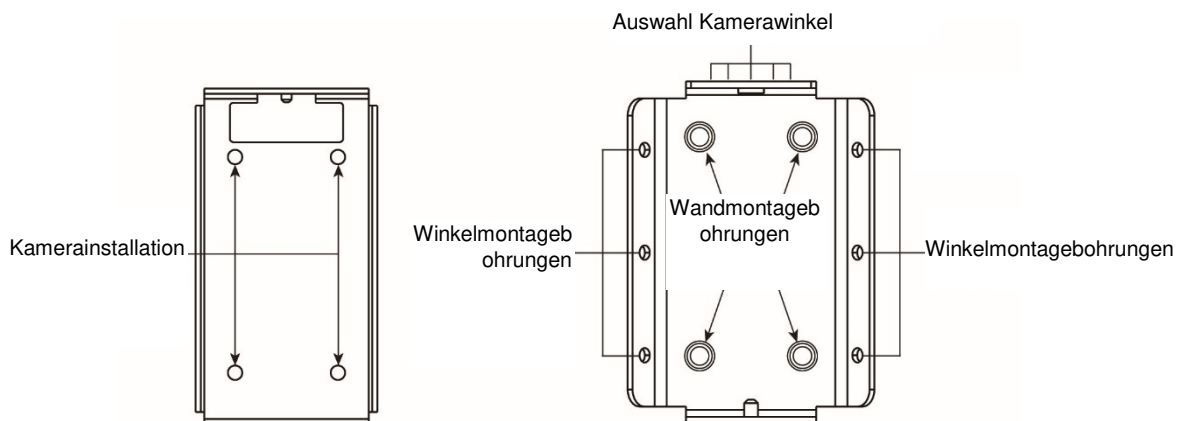 Auswahl Kamerawinkel
Kamerainstallation
Winkelmontageb
ohrungen
Wandmontageb
ohrungen
Winkelmontagebohrungen